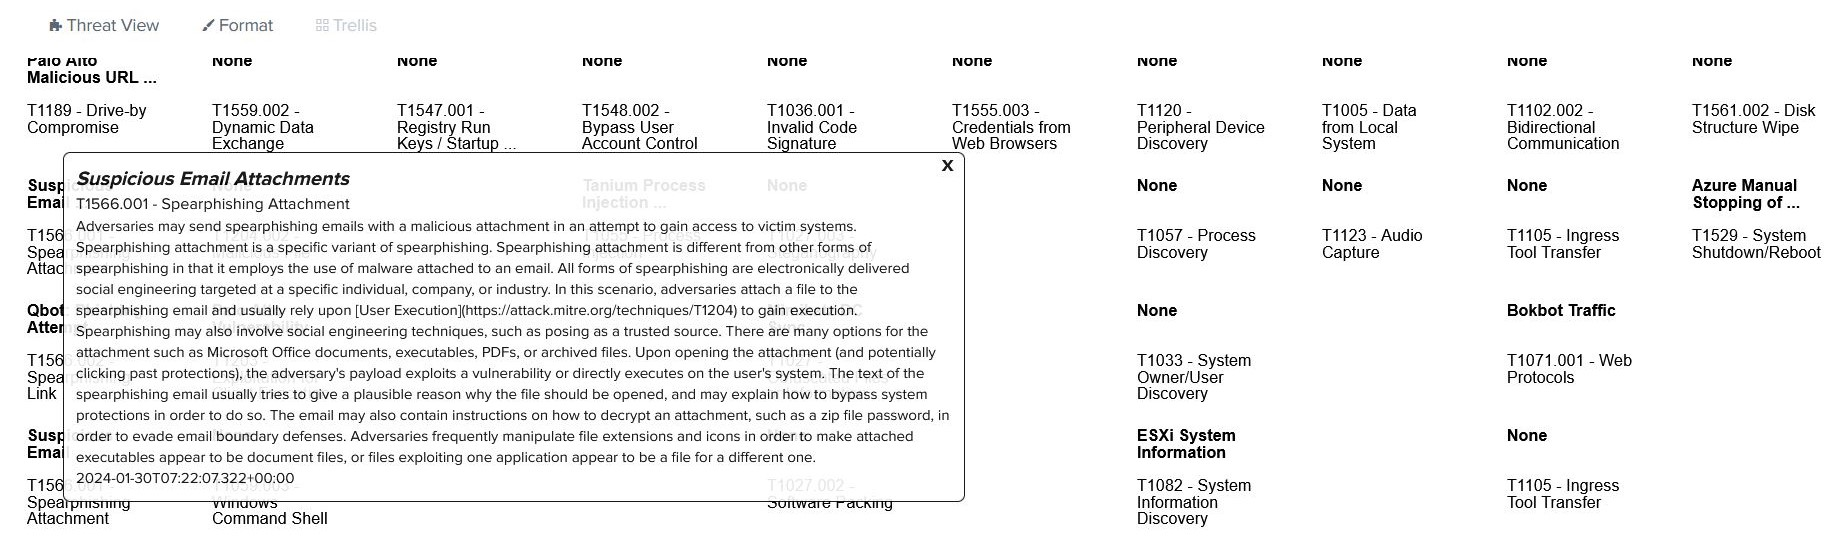 Threat View Format Trellis
Palo Alto None None None None None None None None None
Malicious URL ...
T1189 - Drive-by T1559.002 - T1547.001 - T1548.002 - T1036.001 - T1555.003 - T1120 - T1005 - Data T1102.002 - T1561.002 - Disk
Compromise Dynamic Data Registry Run Bypass User Invalid Code Credentials from Peripheral Device from Local Bidirectional Structure Wipe
Exchange Keys / Startup ... Account Control Signature Web Browsers Discovery System Communication
X
Suspicious Email Attachments
T1566.001 - Spearphishing Attachment
Adversaries may send spearphishing emails with a malicious attachment in an attempt to gain access to victim systems.
Spearphishing attachment is a specific variant of spearphishing. Spearphishing attachment is different from other forms of
spearphishing in that it employs the use of malware attached to an email. All forms of spearphishing are electronically delivered
social engineering targeted at a specific individual, company, or industry. In this scenario, adversaries attach a file to the
spearphishing email and usually rely upon [User Execution](https://attack.mitre.org/techniques/T1204) to gain execution.
Spearphishing may also involve social engineering techniques, such as posing as a trusted source. There are many options for the
attachment such as Microsoft Office documents, executables, PDFs, or archived files. Upon opening the attachment (and potentially
clicking past protections), the adversary's payload exploits a vulnerability or directly executes on the user's system. The text of the
spearphishing email usually tries to give a plausible reason why the file should be opened, and may explain how to bypass system
protections in order to do so. The email may also contain instructions on how to decrypt an attachment, such as a zip file password, in
order to evade email boundary defenses. Adversaries frequently manipulate file extensions and icons in order to make attached
executables appear to be document files, or files exploiting one application appear to be a file for a different one.
2024-01-30T07:22:07.322+00:00
Tanium Process None
Injection ...
None None None Azure Manual
Stopping of ...
T1057 - Process T1123 - Audio T1105 - Ingress T1529 - System
Discovery Capture Tool Transfer Shutdown/Reboot
Qbot
None Bokbot Traffic
T1033 - System T1071.001 - Web
Owner/User Protocols
Link Discovery
ESXi System None
Email Information
T1027.002 - T1082 - System T1105 - Ingress
Spearphishing Windows Software Packing Information Tool Transfer
Attachment Command Shell Discovery